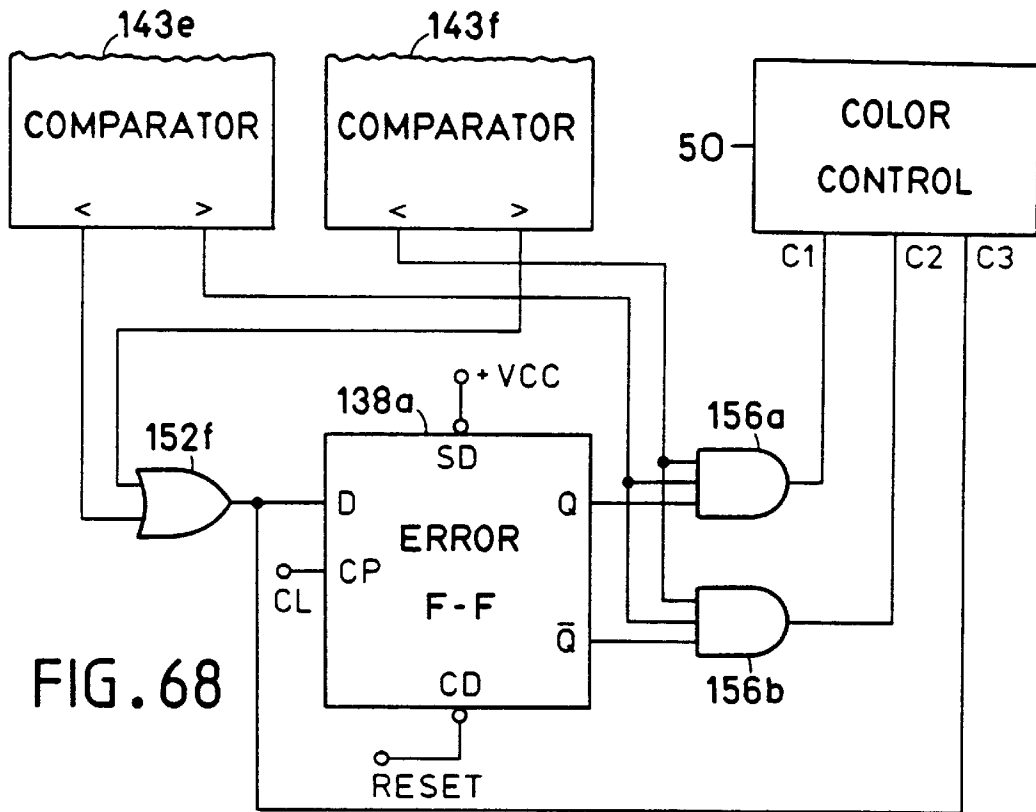 143e
143f
COMPARATOR
COMPARATOR
COLOR
CONTROL
50
< >
< >
C1 C2 C3
+VCC
138a
152f
156a
SD
D
Q
ERROR
F-F
CP
CL
Q̅
CD
156b
FIG. 68
RESET